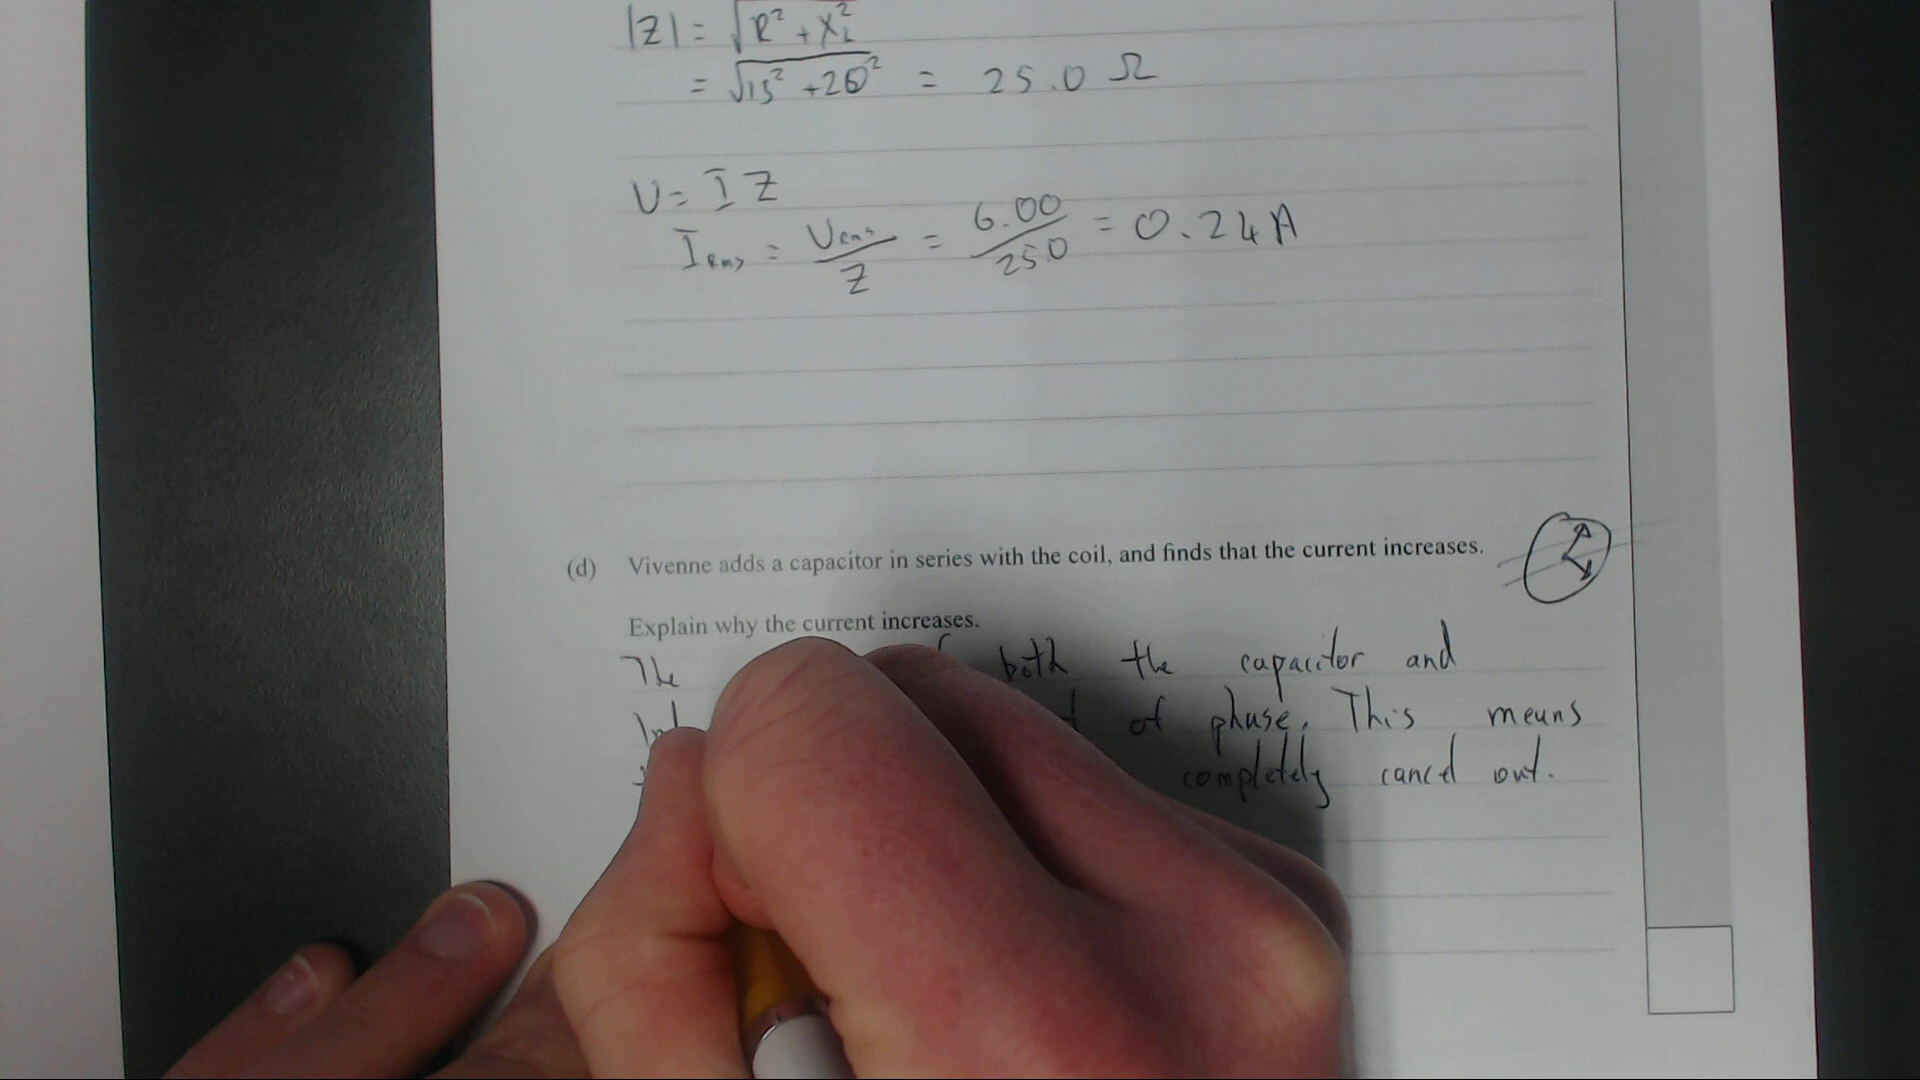 |Z| = √R² + X_L²
= √15² + 20² = 25.0 Ω
V = I Z
I_RMS = V_RMS / Z = 6.00 / 25.0 = 0.24 A
(d) Vivenne adds a capacitor in series with the coil, and finds that the current increases.
Explain why the current increases.
The both the capacitor and
of phase. This means
completely cancel out.